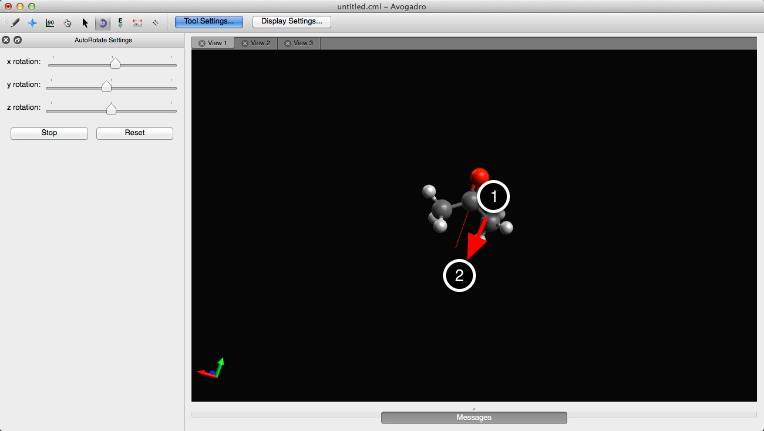 untitled.cml - Avogadro
Tool Settings...
Display Settings...
AutoRotate Settings
View 1
View 2
View 3
x rotation:
y rotation:
z rotation:
Stop
Reset
1
2
Messages